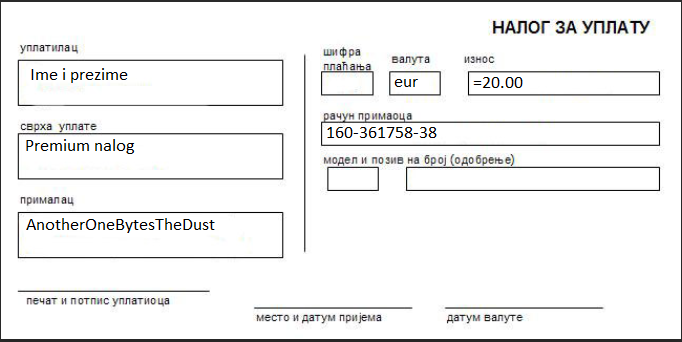 НАЛОГ ЗА УПЛАТУ
уплатилац
Ime i prezime
сврха уплате
Premium nalog
прималац
AnotherOneBytesTheDust
печат и потпис уплатиоца
шифра плаћања
валута
eur
износ
=20.00
рачун примаоца
160-361758-38
модел и позив на број (одобрење)
место и датум пријема
датум валуте